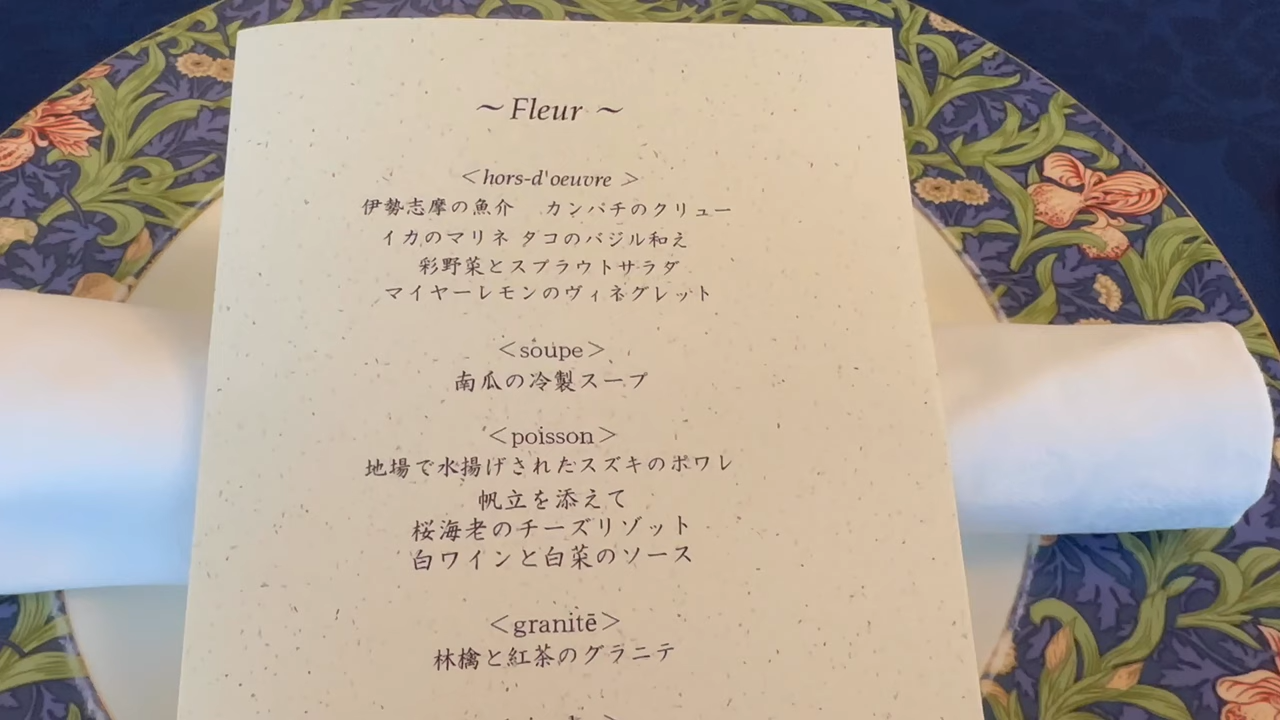 ～Fleur～
＜hors-d'oeuvre＞
伊勢志摩の魚介　カンパチのクリュー
イカのマリネ タコのバジル和え
彩野菜とスプラウトサラダ
マイヤーレモンのヴィネグレット
＜soupe＞
南瓜の冷製スープ
＜poisson＞
地場で水揚げされたスズキのポワレ
帆立を添えて
桜海老のチーズリゾット
白ワインと白菜のソース
＜granitē＞
林檎と紅茶のグラニテ